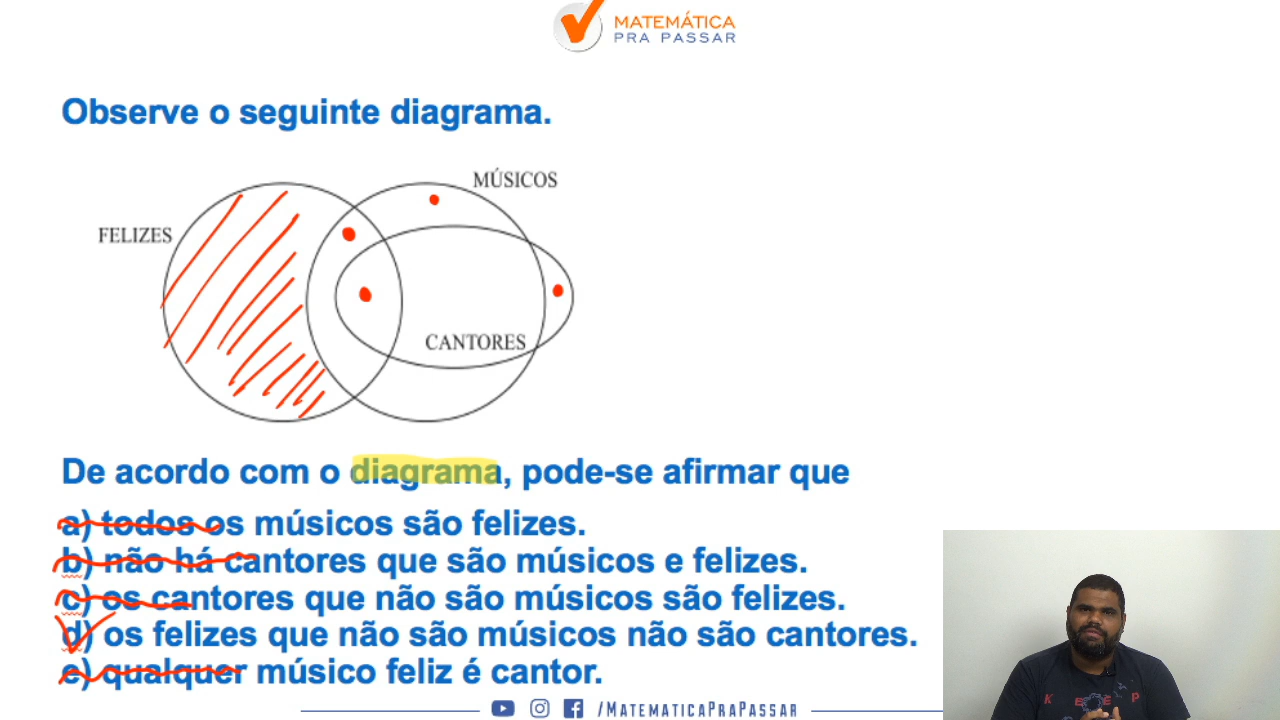 MATEMÁTICA
PRA PASSAR
Observe o seguinte diagrama.
MÚSICOS
FELIZES
CANTORES
De acordo com o diagrama, pode-se afirmar que
a) todos os músicos são felizes.
b) não há cantores que são músicos e felizes.
c) os cantores que não são músicos são felizes.
d) os felizes que não são músicos não são cantores.
e) qualquer músico feliz é cantor.
/MATEMATICAPRAPASSAR